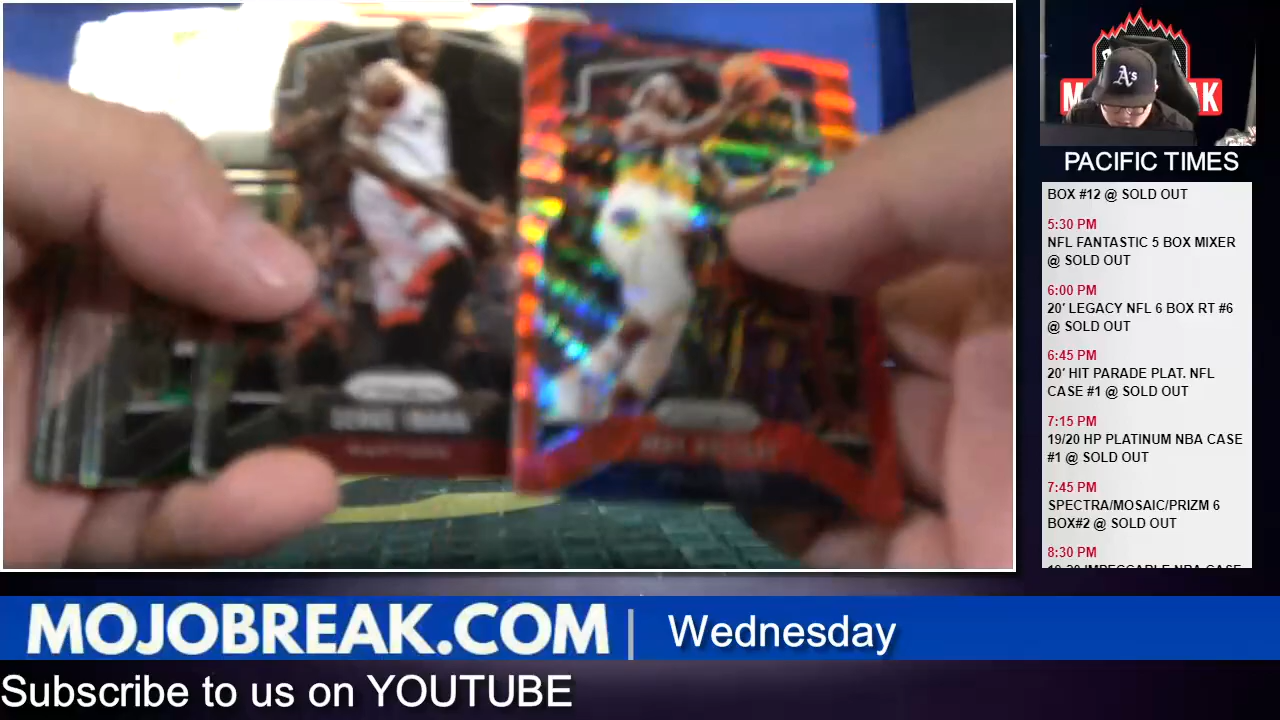 A's
M
EAK
PACIFIC TIMES
BOX #12 @ SOLD OUT
5:30 PM
NFL FANTASTIC 5 BOX MIXER
@ SOLD OUT
6:00 PM
20' LEGACY NFL 6 BOX RT #6
@ SOLD OUT
6:45 PM
20' HIT PARADE PLAT. NFL
CASE #1 @ SOLD OUT
7:15 PM
19/20 HP PLATINUM NBA CASE
#1 @ SOLD OUT
7:45 PM
SPECTRA/MOSAIC/PRIZM 6
BOX#2 @ SOLD OUT
8:30 PM
MOJOBREAK.COM | Wednesday
Subscribe to us on YOUTUBE